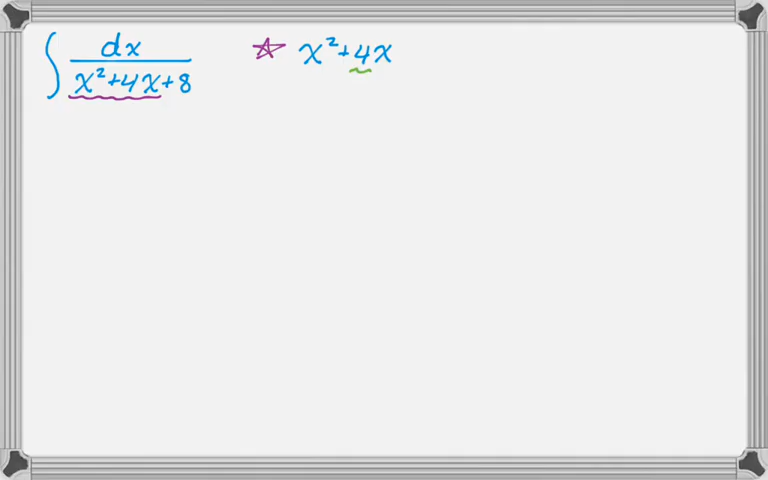 ∫ dx / (x² + 4x + 8)
☆ x² + 4x